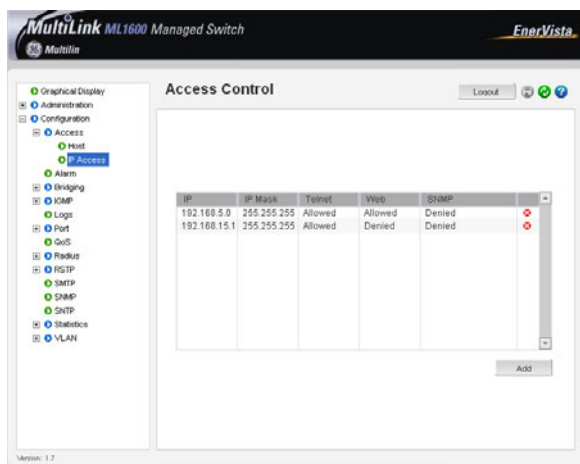 MultiLink ML1600 Managed Switch
EnerVista
Multilin
Graphical Display
Administration
Configuration
Access
Host
IP Access
Alarm
Bridging
IGMP
Logs
Port
QoS
Radius
RSTP
SMTP
SNMP
SNTP
Statistics
VLAN
Access Control
Logout
IP IP Mask Telnet Web SNMP
192.168.5.0 255.255.255 Allowed Allowed Denied
192.168.15.1 255.255.255 Allowed Denied Denied
Add
Version: 1.7